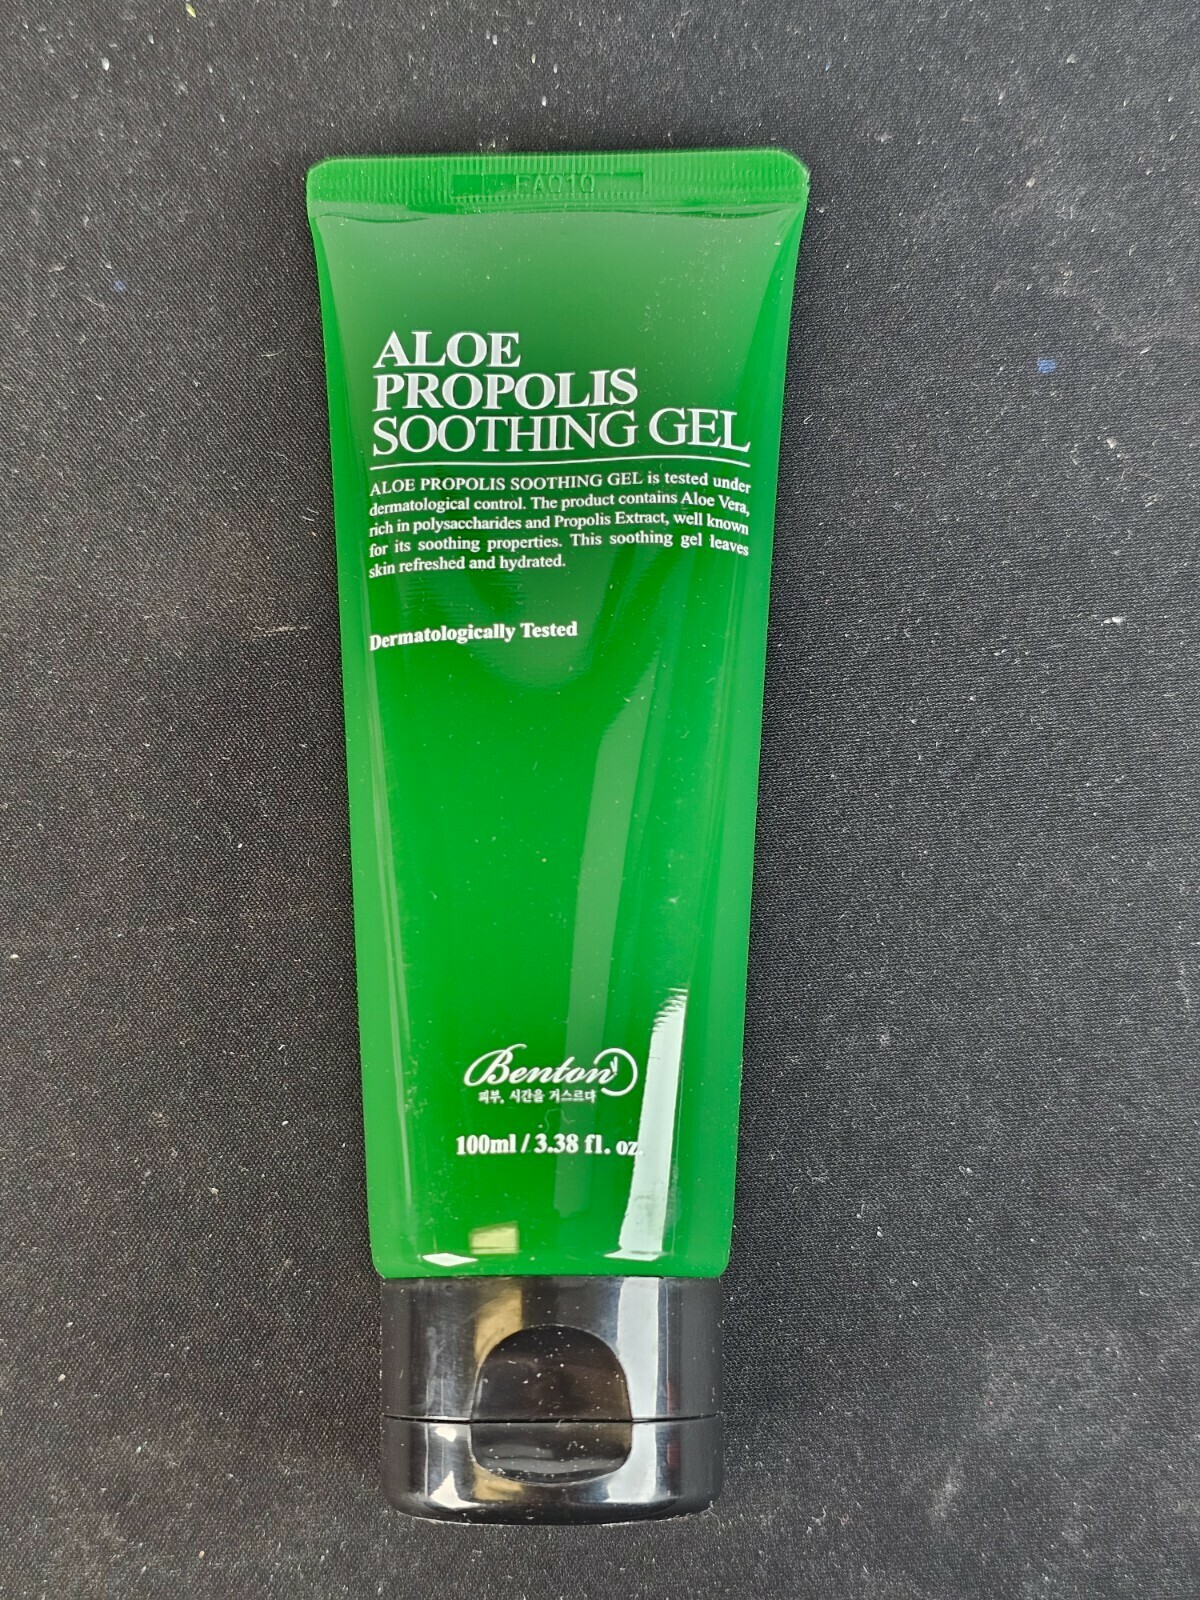 EA010
ALOE
PROPOLIS
SOOTHING GEL
ALOE PROPOLIS SOOTHING GEL is tested under
dermatological control. The product contains Aloe Vera,
rich in polysaccharides and Propolis Extract, well known
for its soothing properties. This soothing gel leaves
skin refreshed and hydrated.
Dermatologically Tested
Benton
피부, 시간을 거스르다
100ml / 3.38 fl. oz.